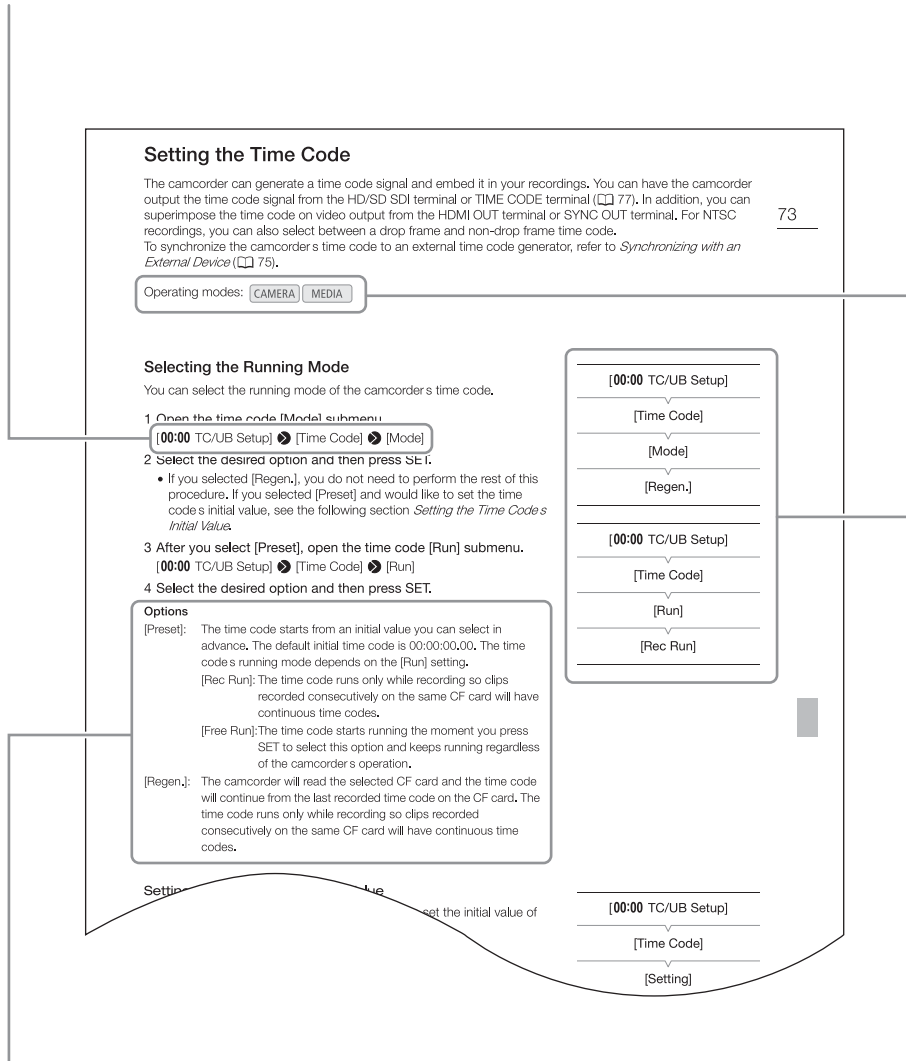 Setting the Time Code
The camcorder can generate a time code signal and embed it in your recordings. You can have the camcorder
output the time code signal from the HD/SD SDI terminal or TIME CODE terminal (📖 77). In addition, you can
superimpose the time code on video output from the HDMI OUT terminal or SYNC OUT terminal. For NTSC
recordings, you can also select between a drop frame and non-drop frame time code.
To synchronize the camcorder's time code to an external time code generator, refer to Synchronizing with an
External Device (📖 75).
73
Operating modes: CAMERA MEDIA
Selecting the Running Mode
You can select the running mode of the camcorder's time code.
1 Open the time code [Mode] submenu.
[00:00 TC/UB Setup] > [Time Code] > [Mode]
2 Select the desired option and then press SET.
• If you selected [Regen.], you do not need to perform the rest of this
procedure. If you selected [Preset] and would like to set the time
code's initial value, see the following section Setting the Time Code's
Initial Value.
3 After you select [Preset], open the time code [Run] submenu.
[00:00 TC/UB Setup] > [Time Code] > [Run]
4 Select the desired option and then press SET.
Options
[Preset]: The time code starts from an initial value you can select in
advance. The default initial time code is 00:00:00.00. The time
code's running mode depends on the [Run] setting.
[Rec Run]: The time code runs only while recording so clips
recorded consecutively on the same CF card will have
continuous time codes.
[Free Run]:The time code starts running the moment you press
SET to select this option and keeps running regardless
of the camcorder's operation.
[Regen.]: The camcorder will read the selected CF card and the time code
will continue from the last recorded time code on the CF card. The
time code runs only while recording so clips recorded
consecutively on the same CF card will have continuous time
codes.
[00:00 TC/UB Setup]
[Time Code]
[Mode]
[Regen.]
[00:00 TC/UB Setup]
[Time Code]
[Run]
[Rec Run]
set the initial value of
[00:00 TC/UB Setup]
[Time Code]
[Setting]